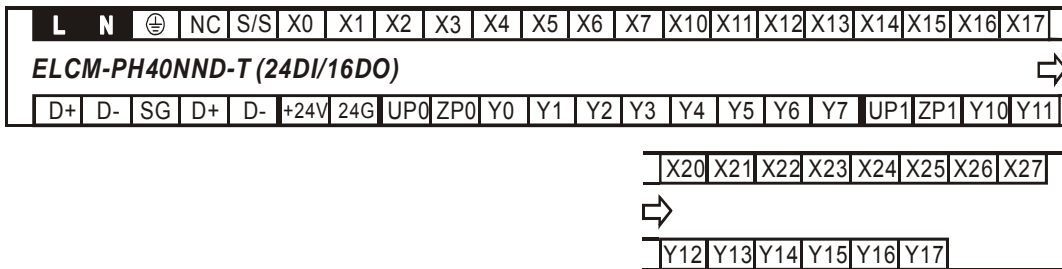 L N ⏚ NC S/S X0 X1 X2 X3 X4 X5 X6 X7 X10 X11 X12 X13 X14 X15 X16 X17
ELCM-PH40NND-T (24DI/16DO)
D+ D- SG D+ D- +24V 24G UP0 ZP0 Y0 Y1 Y2 Y3 Y4 Y5 Y6 Y7 UP1 ZP1 Y10 Y11
X20 X21 X22 X23 X24 X25 X26 X27
Y12 Y13 Y14 Y15 Y16 Y17